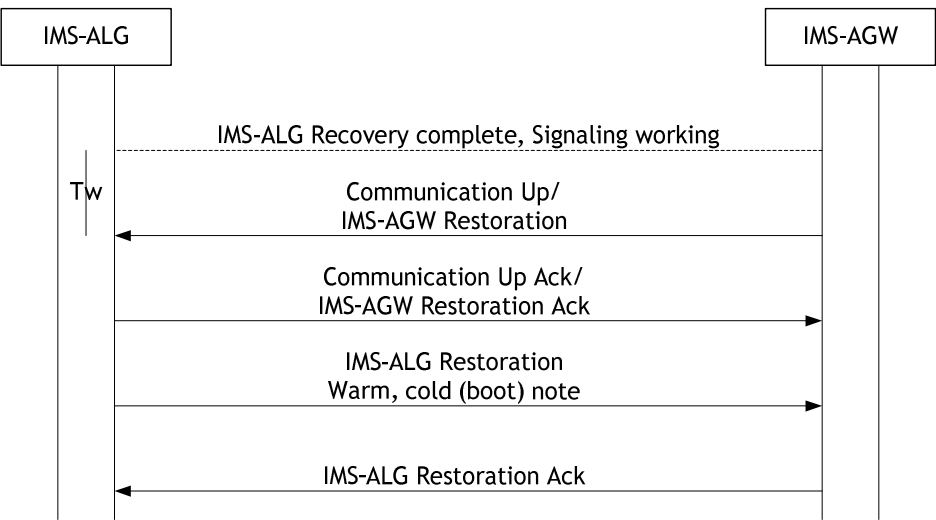 IMS-ALG
IMS-AGW
IMS-ALG Recovery complete, Signaling working
Tw
Communication Up/
IMS-AGW Restoration
Communication Up Ack/
IMS-AGW Restoration Ack
IMS-ALG Restoration
Warm, cold (boot) note
IMS-ALG Restoration Ack